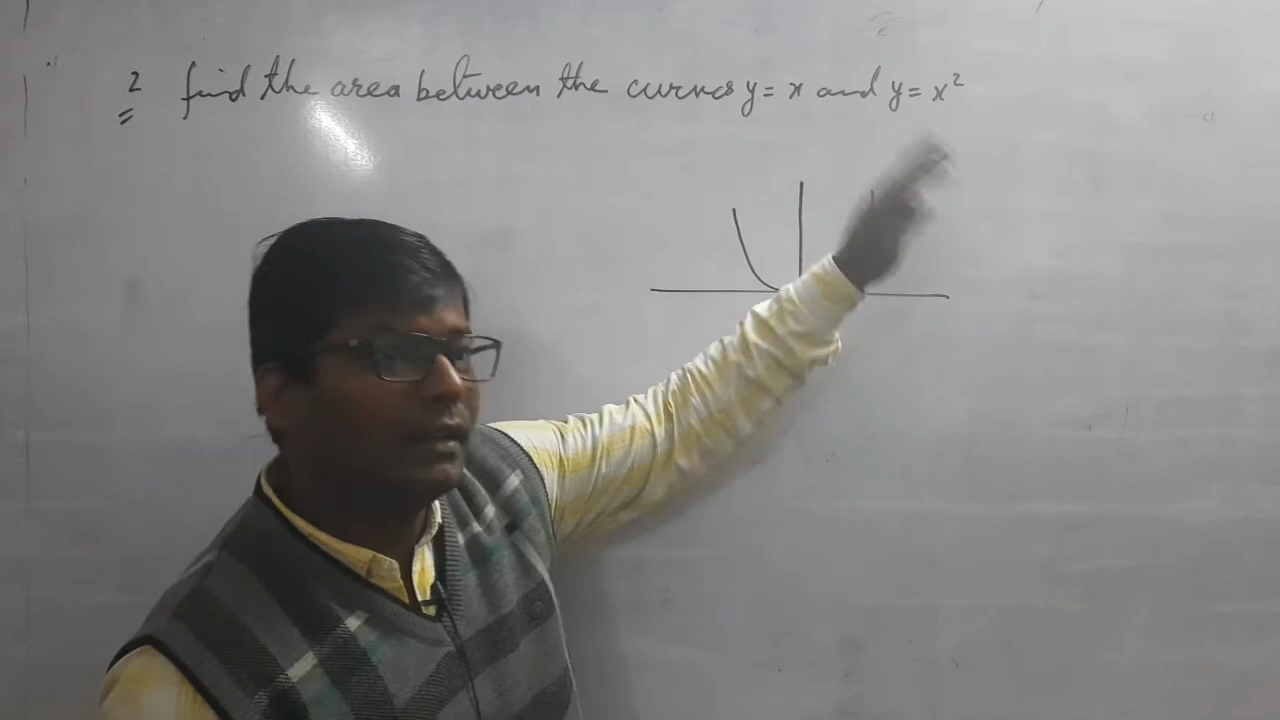 2 find the area between the curves y = x and y = x²